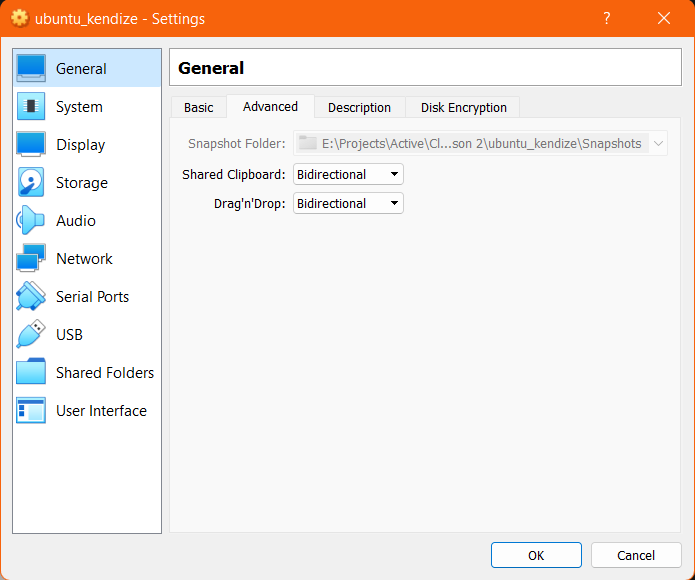 ubuntu_kendize - Settings
?
General
System
Display
Storage
Audio
Network
Serial Ports
USB
Shared Folders
User Interface
General
Basic Advanced Description Disk Encryption
Snapshot Folder: E:\Projects\Active\Cl...son 2\ubuntu_kendize\Snapshots
Shared Clipboard: Bidirectional
Drag'n'Drop: Bidirectional
OK Cancel